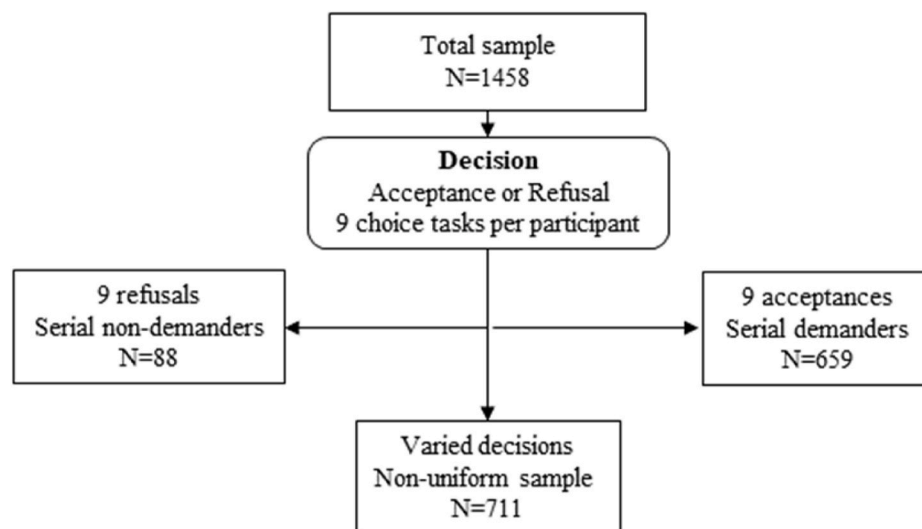 Total sample
N=1458
Decision
Acceptance or Refusal
9 choice tasks per participant
9 refusals
Serial non-demanders
N=88
9 acceptances
Serial demanders
N=659
Varied decisions
Non-uniform sample
N=711